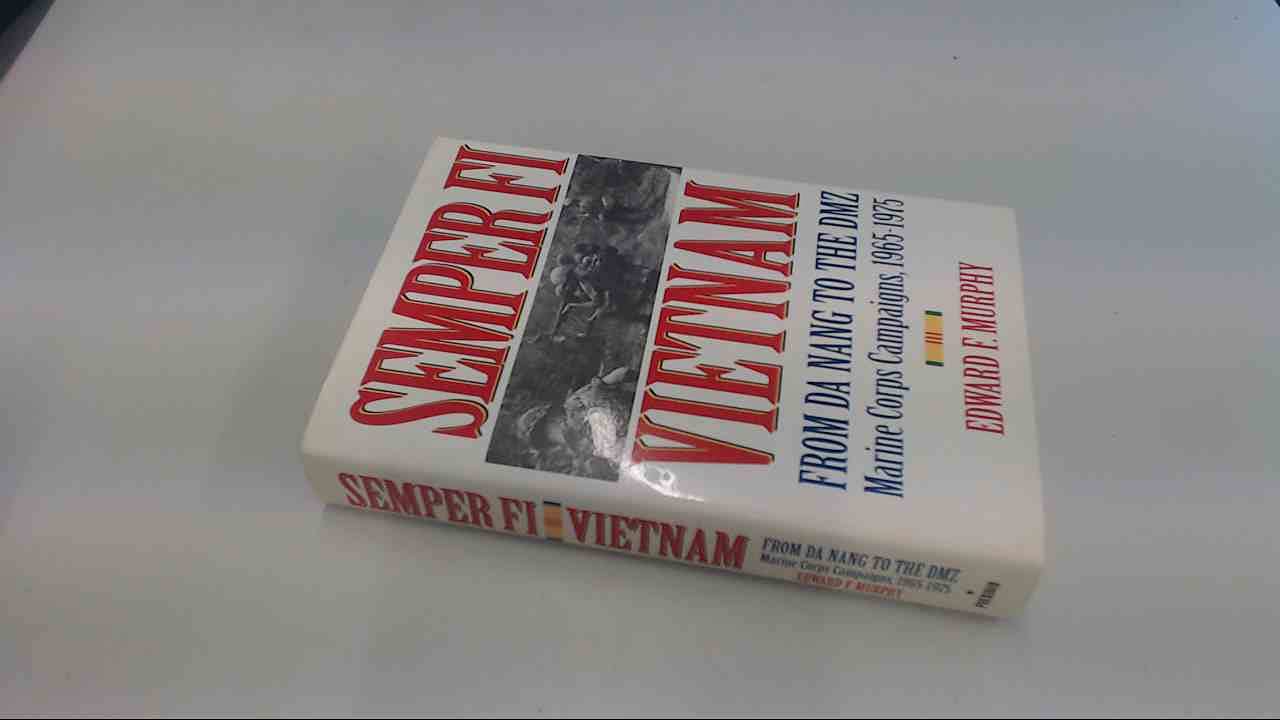 SEMPER FI
VIETNAM
FROM DA NANG TO THE DMZ
Marine Corps Campaigns, 1965-1975
EDWARD F. MURPHY
SEMPER FI VIETNAM
FROM DA NANG TO THE DMZ
Marine Corps Campaigns, 1965-1975
EDWARD F. MURPHY
PRESIDIO